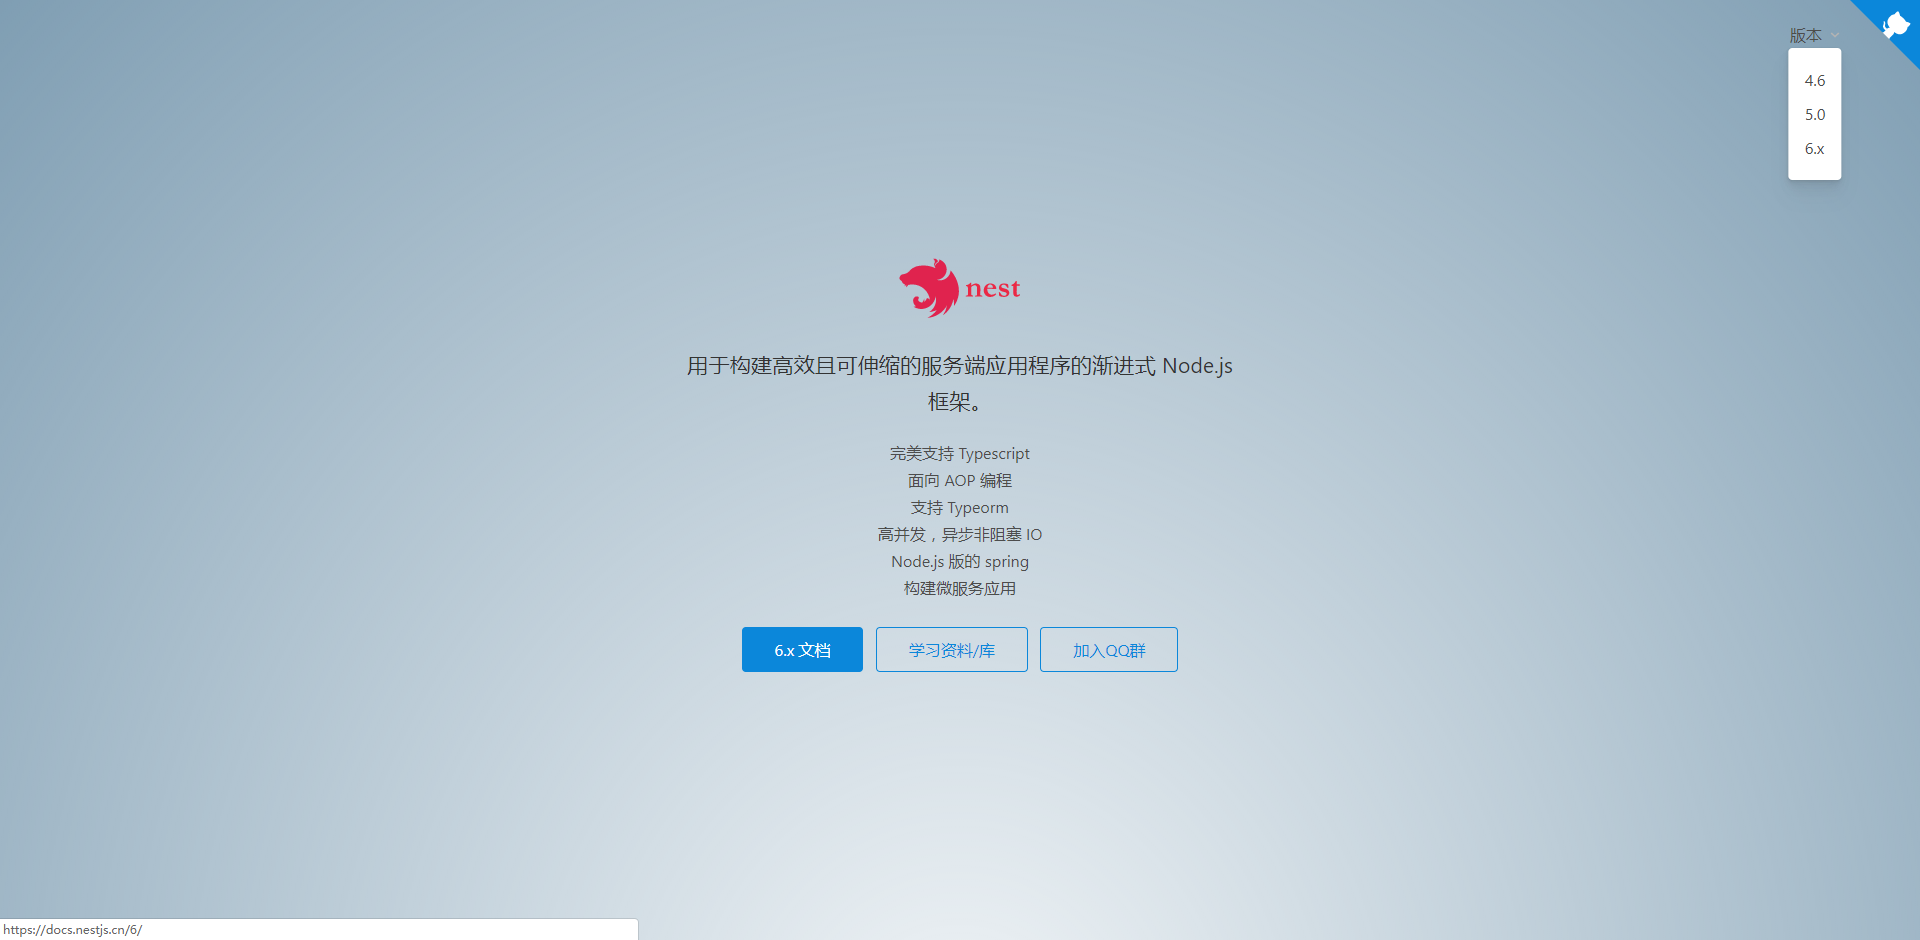 版本
4.6
5.0
6.x
nest
用于构建高效且可伸缩的服务端应用程序的渐进式 Node.js
框架。
完美支持 Typescript
面向 AOP 编程
支持 Typeorm
高并发，异步非阻塞 IO
Node.js 版的 spring
构建微服务应用
6.x 文档
学习资料/库
加入QQ群
https://docs.nestjs.cn/6/